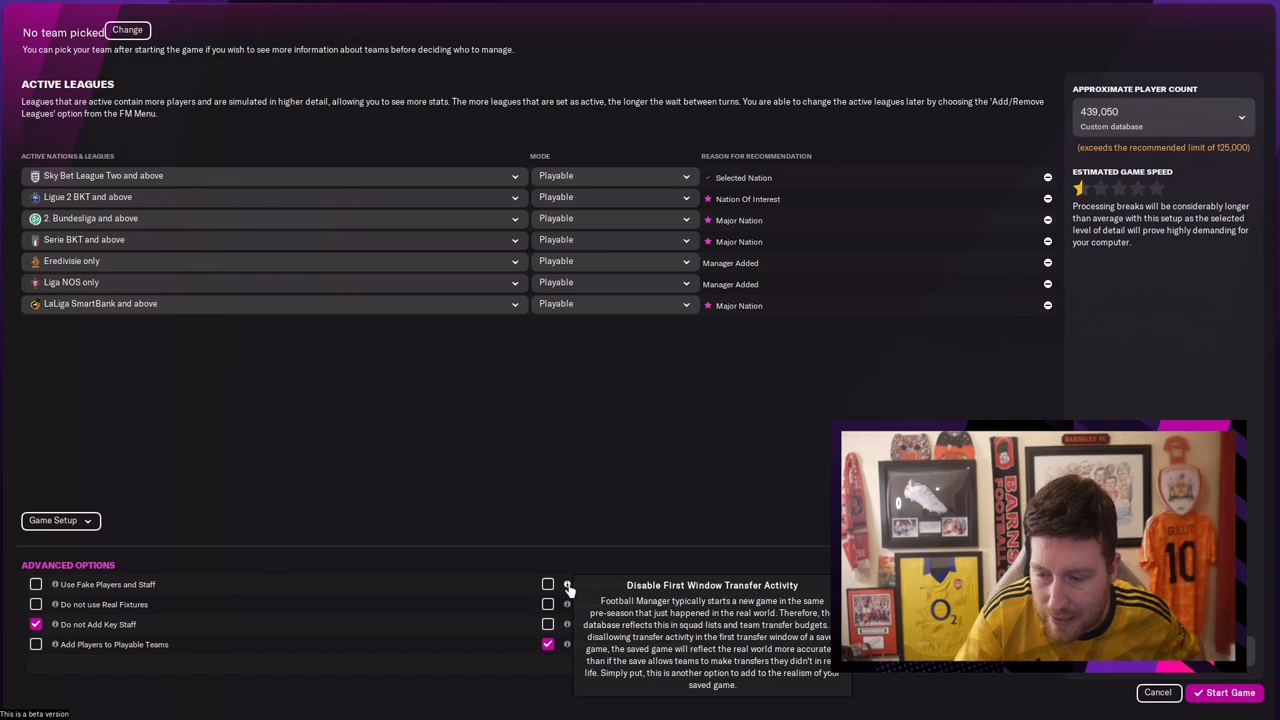 No team picked Change
You can pick your team after starting the game if you wish to see more information about teams before deciding who to manage.
ACTIVE LEAGUES
Leagues that are active contain more players and are simulated in higher detail, allowing you to see more stats. The more leagues that are set as active, the longer the wait between turns. You are able to change the active leagues later by choosing the 'Add/Remove
Leagues' option from the FM Menu.
ACTIVE NATIONS & LEAGUES MODE REASON FOR RECOMMENDATION
Sky Bet League Two and above Playable Selected Nation
Ligue 2 BKT and above Playable Nation Of Interest
2. Bundesliga and above Playable Major Nation
Serie BKT and above Playable Major Nation
Eredivisie only Playable Manager Added
Liga NOS only Playable Manager Added
LaLiga SmartBank and above Playable Major Nation
APPROXIMATE PLAYER COUNT
439,050
Custom database
(exceeds the recommended limit of 125,000)
ESTIMATED GAME SPEED
Processing breaks will be considerably longer
than average with this setup as the selected
level of detail will prove highly demanding for
your computer.
Game Setup
ADVANCED OPTIONS
Use Fake Players and Staff
Do not use Real Fixtures
Do not Add Key Staff
Add Players to Playable Teams
Disable First Window Transfer Activity
Football Manager typically starts a new game in the same
pre-season that just happened in the real world. Therefore, th
database reflects this in squad lists and team transfer budgets.
disallowing transfer activity in the first transfer window of a save
game, the saved game will reflect the real world more accurate
than if the save allows teams to make transfers they didn't in re
life. Simply put, this is another option to add to the realism of your
saved game.
BARNSLEY FC
BARNS
FOOTBALL
O2
GULLIT
10
Cancel Start Game
This is a beta version